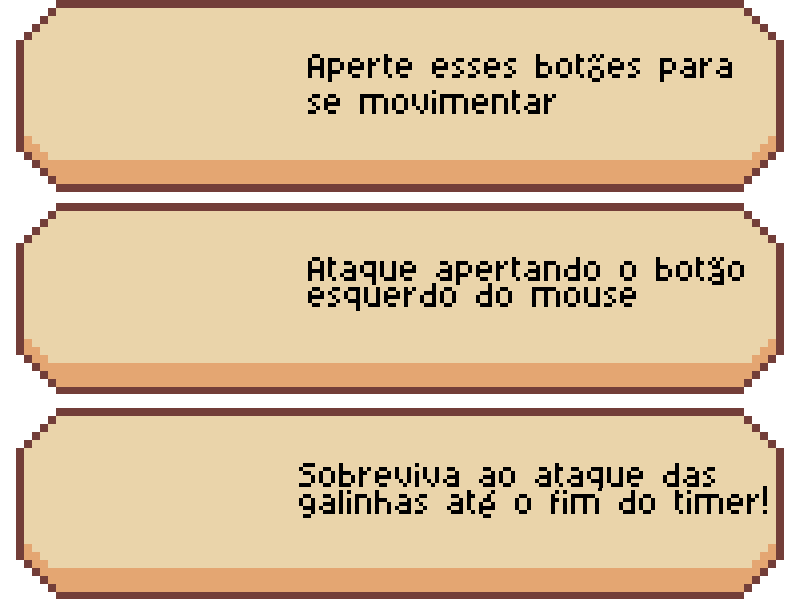 Aperte esses botões para
se movimentar
Ataque apertando o botão
esquerdo do mouse
Sobreviva ao ataque das
galinhas até o fim do timer!